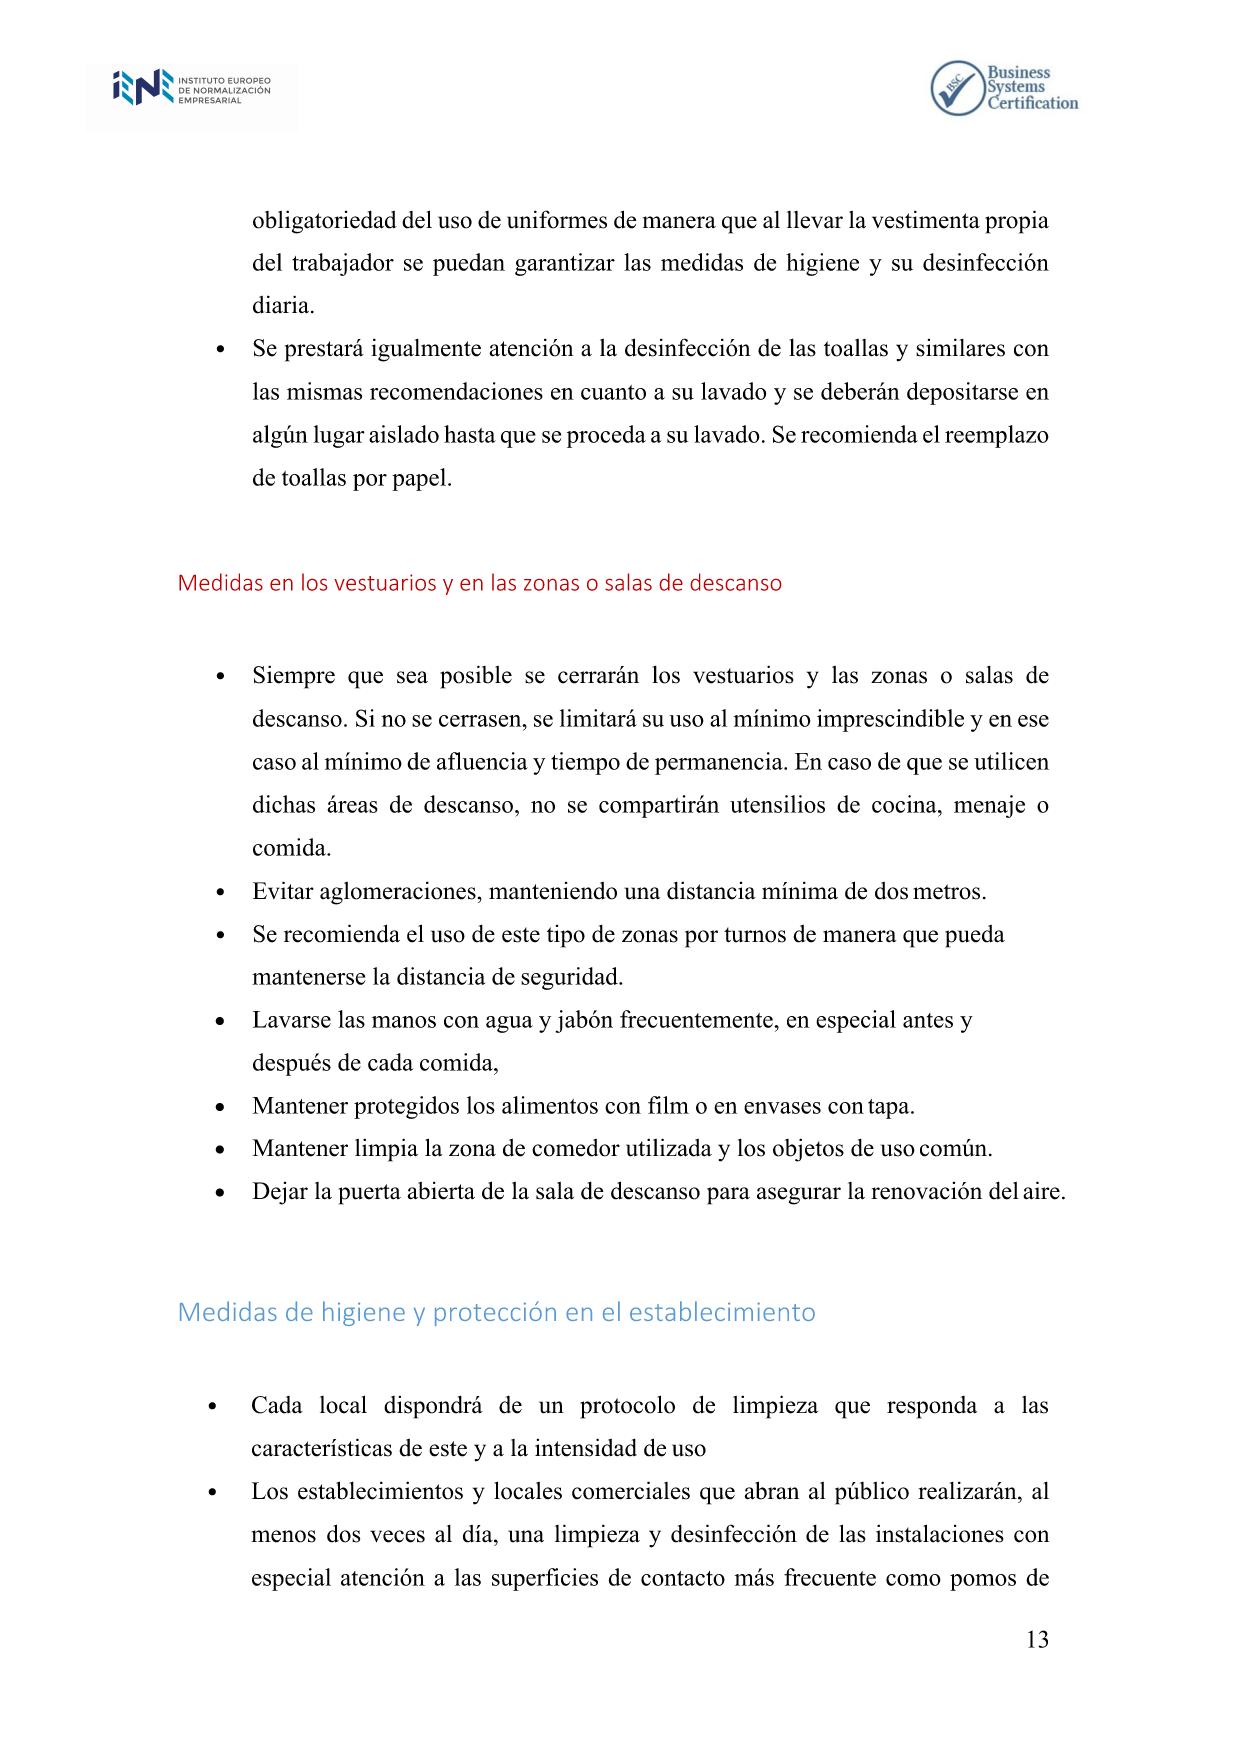 iENE INSTITUTO EUROPEO
DE NORMALIZACIÓN
EMPRESARIAL
BSC Business
Systems
Certification
obligatoriedad del uso de uniformes de manera que al llevar la vestimenta propia
del trabajador se puedan garantizar las medidas de higiene y su desinfección
diaria.
• Se prestará igualmente atención a la desinfección de las toallas y similares con
las mismas recomendaciones en cuanto a su lavado y se deberán depositarse en
algún lugar aislado hasta que se proceda a su lavado. Se recomienda el reemplazo
de toallas por papel.
Medidas en los vestuarios y en las zonas o salas de descanso
• Siempre que sea posible se cerrarán los vestuarios y las zonas o salas de
descanso. Si no se cerrasen, se limitará su uso al mínimo imprescindible y en ese
caso al mínimo de afluencia y tiempo de permanencia. En caso de que se utilicen
dichas áreas de descanso, no se compartirán utensilios de cocina, menaje o
comida.
• Evitar aglomeraciones, manteniendo una distancia mínima de dos metros.
• Se recomienda el uso de este tipo de zonas por turnos de manera que pueda
mantenerse la distancia de seguridad.
• Lavarse las manos con agua y jabón frecuentemente, en especial antes y
después de cada comida,
• Mantener protegidos los alimentos con film o en envases con tapa.
• Mantener limpia la zona de comedor utilizada y los objetos de uso común.
• Dejar la puerta abierta de la sala de descanso para asegurar la renovación del aire.
Medidas de higiene y protección en el establecimiento
• Cada local dispondrá de un protocolo de limpieza que responda a las
características de este y a la intensidad de uso
• Los establecimientos y locales comerciales que abran al público realizarán, al
menos dos veces al día, una limpieza y desinfección de las instalaciones con
especial atención a las superficies de contacto más frecuente como pomos de
13